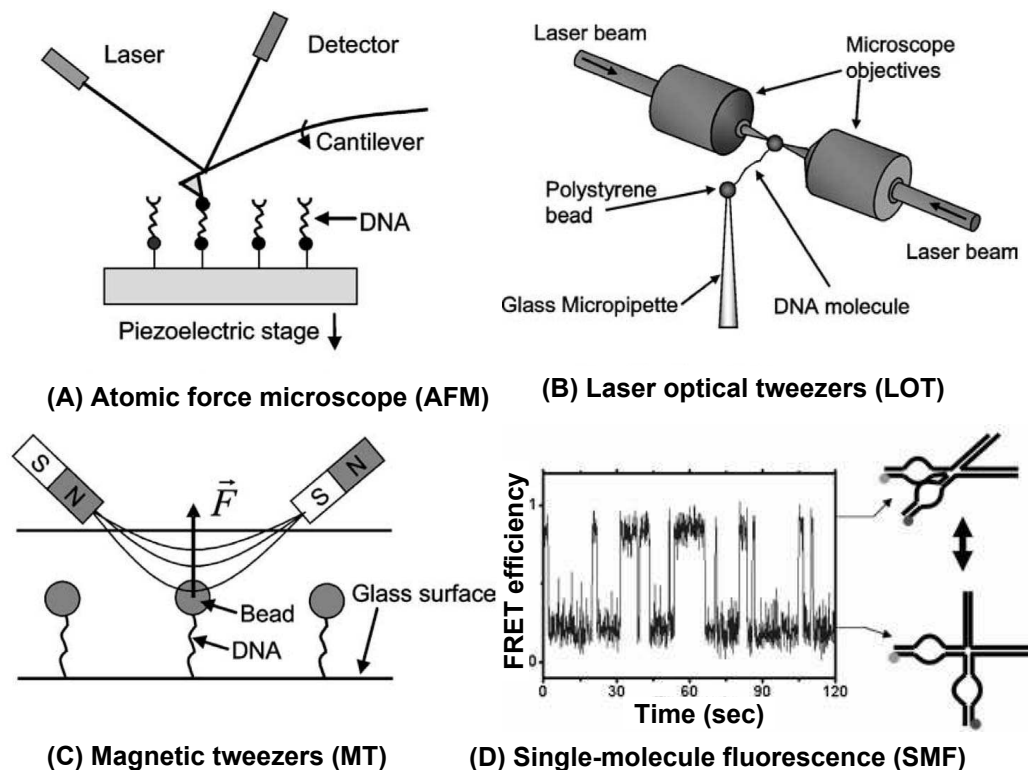 Laser
Detector
Cantilever
DNA
Piezoelectric stage
(A) Atomic force microscope (AFM)
Laser beam
Microscope
objectives
Polystyrene
bead
Laser beam
Glass Micropipette
DNA molecule
(B) Laser optical tweezers (LOT)
S
N
N
S
F
Glass surface
Bead
DNA
(C) Magnetic tweezers (MT)
FRET efficiency
1
0
0
30
60
90
120
Time (sec)
(D) Single-molecule fluorescence (SMF)